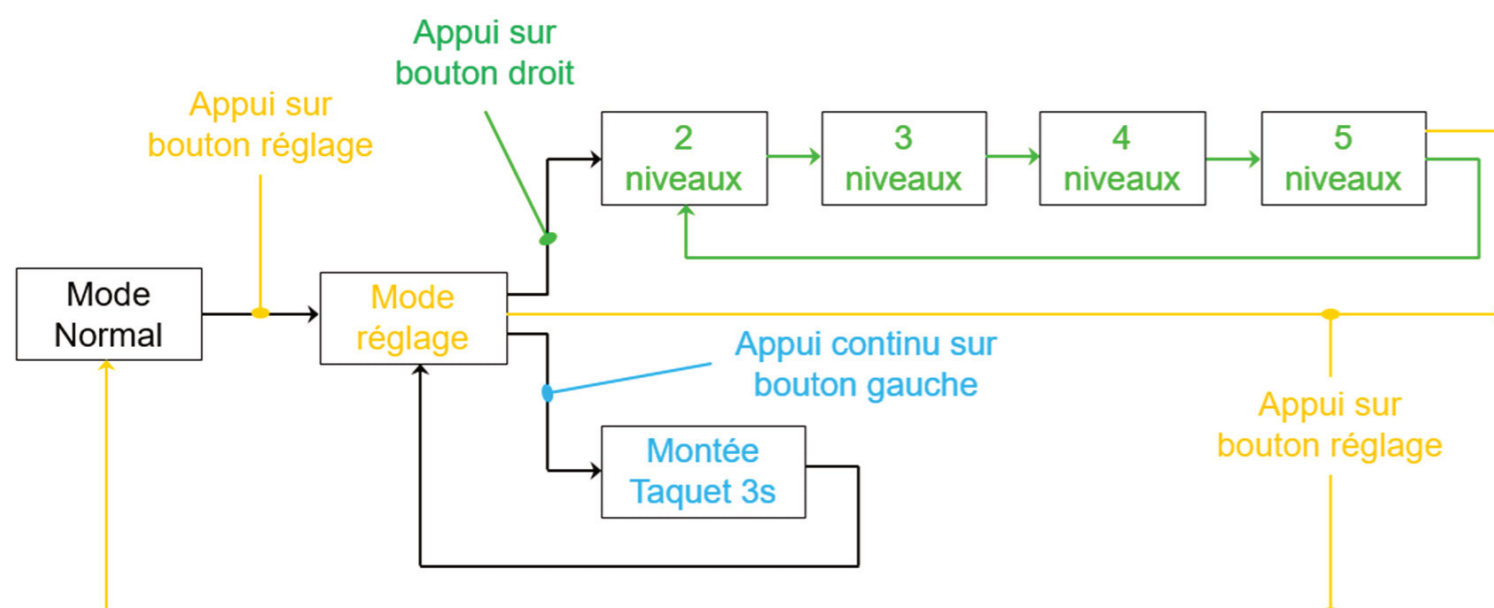 Appui sur
bouton droit
Appui sur
bouton réglage
2
niveaux
3
niveaux
4
niveaux
5
niveaux
Mode
Normal
Mode
réglage
Appui continu sur
bouton gauche
Appui sur
bouton réglage
Montée
Taquet 3s